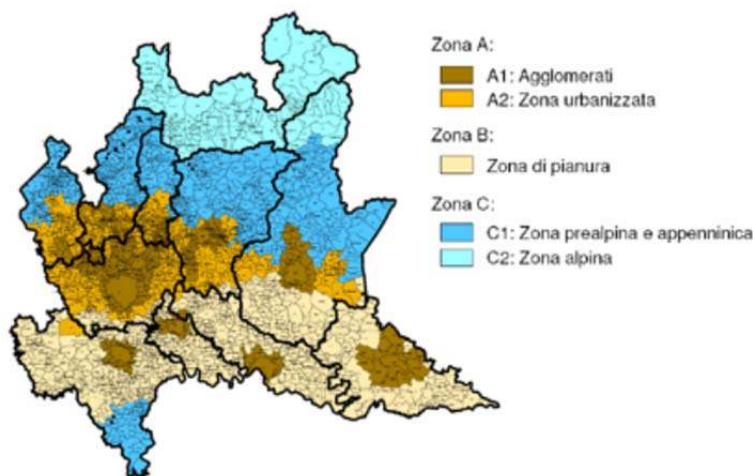 Zona A:
A1: Agglomerati
A2: Zona urbanizzata
Zona B:
Zona di pianura
Zona C:
C1: Zona prealpina e appenninica
C2: Zona alpina